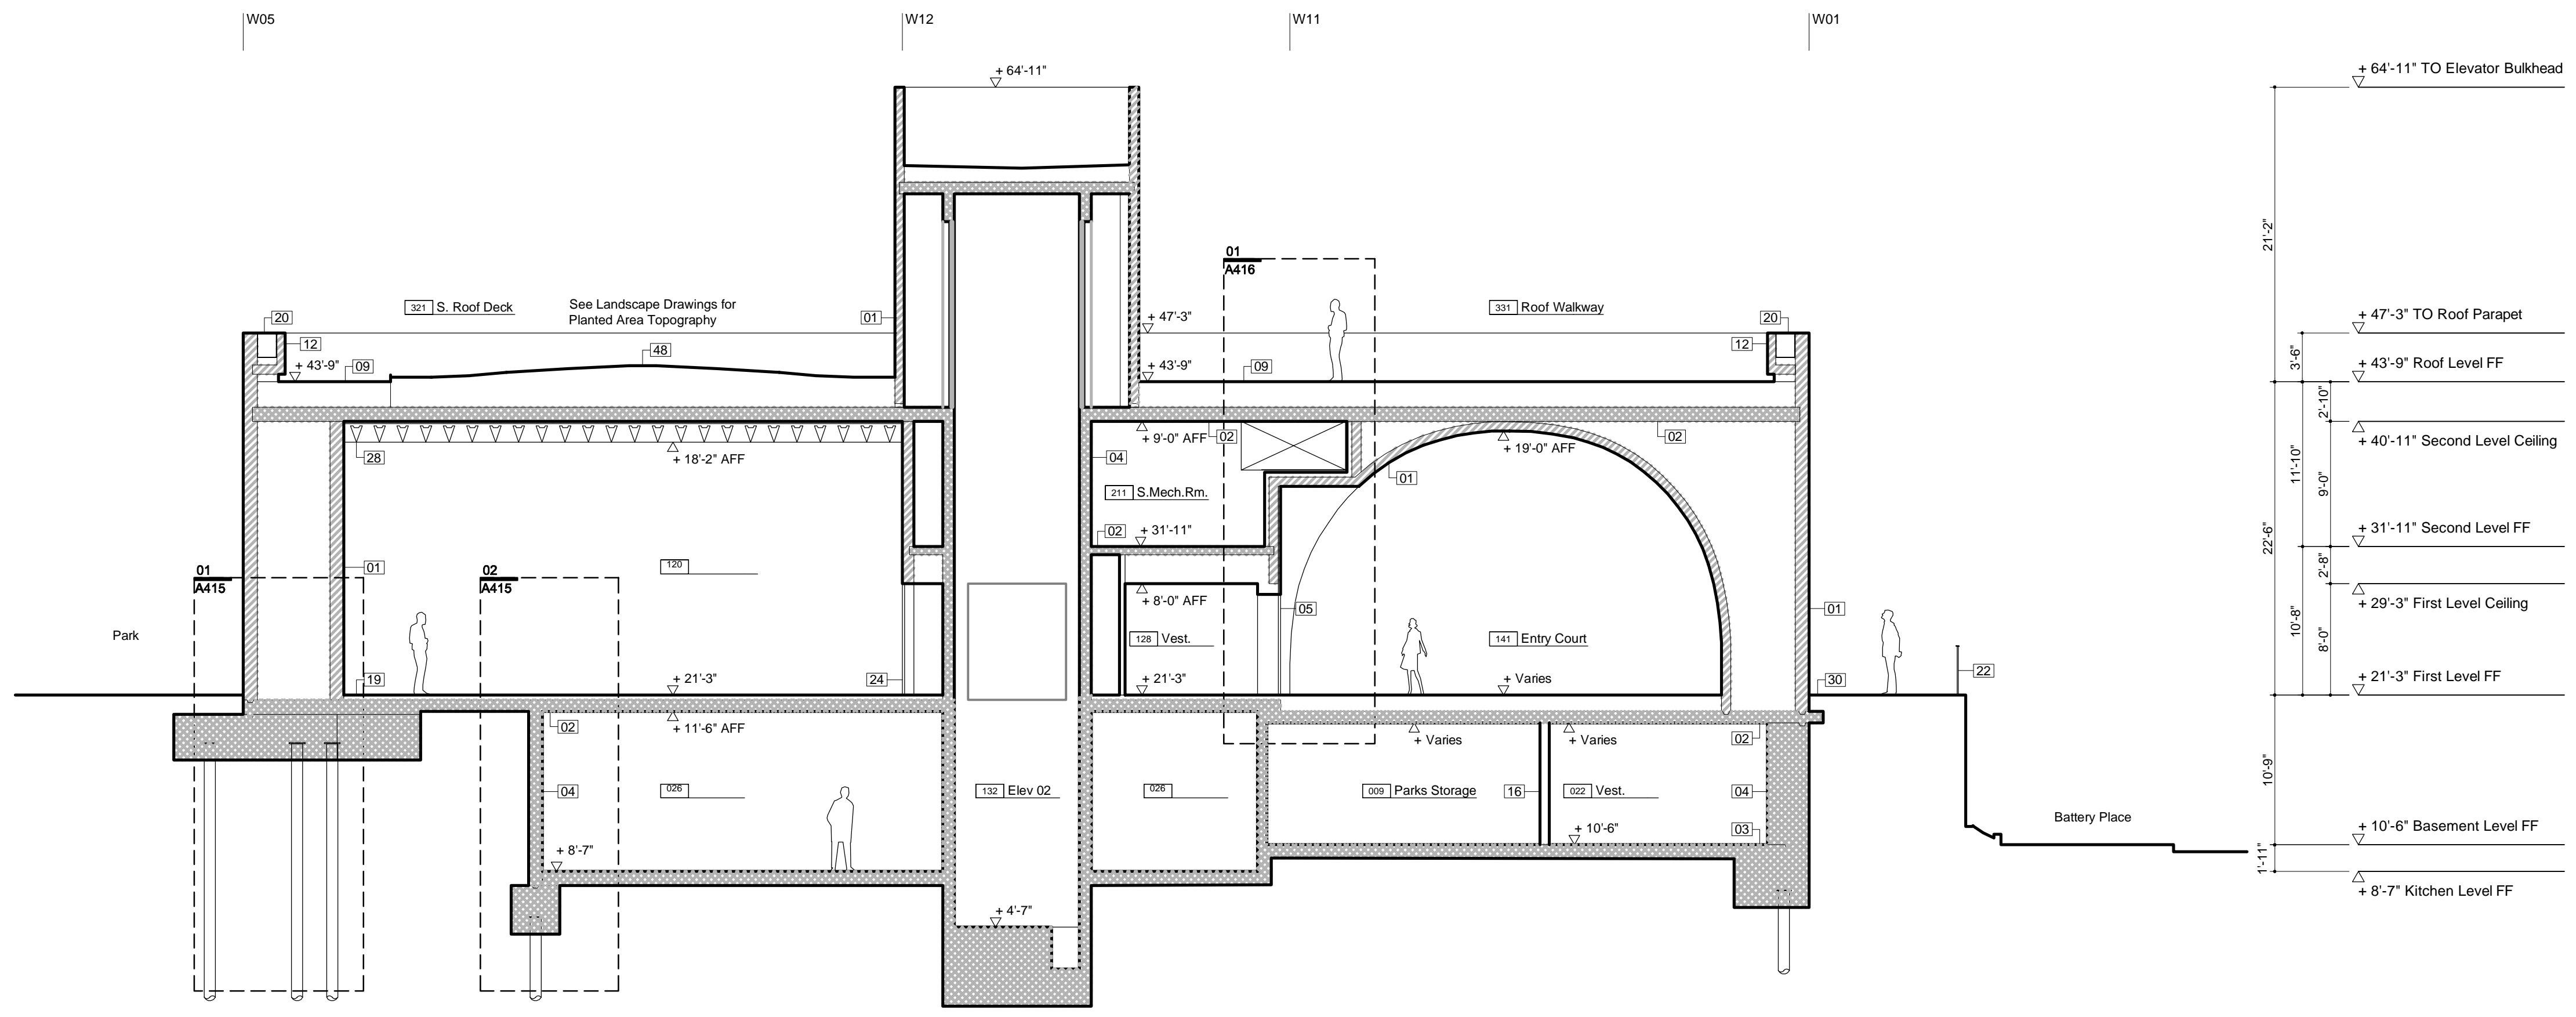 W05
W12
W11
W01
+ 64'-11"
+ 64'-11" TO Elevator Bulkhead
21'-2"
01
A416
321 S. Roof Deck
See Landscape Drawings for
Planted Area Topography
331 Roof Walkway
20
01
+ 47'-3"
20
+ 47'-3" TO Roof Parapet
12
48
12
3'-6"
+ 43'-9"
09
+ 43'-9"
09
+ 43'-9" Roof Level FF
2'-10"
28
+ 18'-2" AFF
+ 9'-0" AFF
02
+ 19'-0" AFF
02
+ 40'-11" Second Level Ceiling
04
01
11'-10"
9'-0"
211 S.Mech.Rm.
02
+ 31'-11"
+ 31'-11" Second Level FF
22'-6"
01
120
2'-8"
01
A415
02
A415
+ 8'-0" AFF
05
01
+ 29'-3" First Level Ceiling
Park
128 Vest.
141 Entry Court
10'-8"
8'-0"
19
+ 21'-3"
24
+ 21'-3"
+ Varies
30
22
+ 21'-3" First Level FF
02
+ 11'-6" AFF
+ Varies
+ Varies
02
10'-9"
04
026
132 Elev 02
026
009 Parks Storage
16
022 Vest.
04
Battery Place
+ 10'-6"
03
+ 10'-6" Basement Level FF
+ 8'-7"
1'-11"
+ 8'-7" Kitchen Level FF
+ 4'-7"